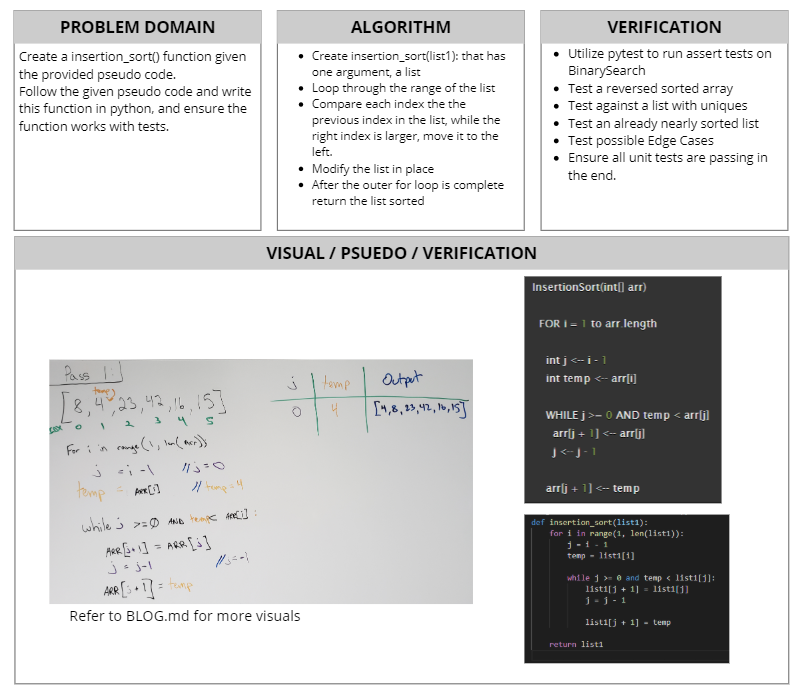 PROBLEM DOMAIN
Create a insertion_sort() function given
the provided pseudo code.
Follow the given pseudo code and write
this function in python, and ensure the
function works with tests.
ALGORITHM
• Create insertion_sort(list1): that has
one argument, a list
• Loop through the range of the list
• Compare each index the the
previous index in the list, while the
right index is larger, move it to the
left.
• Modify the list in place
• After the outer for loop is complete
return the list sorted
VERIFICATION
• Utilize pytest to run assert tests on
BinarySearch
• Test a reversed sorted array
• Test against a list with uniques
• Test an already nearly sorted list
• Test possible Edge Cases
• Ensure all unit tests are passing in
the end.
VISUAL / PSUEDO / VERIFICATION
Pass 1:
temp
[8,4,23,42,16,15]
0 1 2 3 4 5
For i in range(1, len(arr))
j = i - 1 // j = 0
temp = ARR[i] // temp = 4
while j >= 0 AND temp < ARR[i]:
ARR[j+1] = ARR[j]
j = j-1 // j = -1
ARR[j+1] = temp
j temp Output
0 4 [4,8,23,42,16,15]
Refer to BLOG.md for more visuals
InsertionSort(int[] arr)
FOR i = 1 to arr.length
int j <-- i - 1
int temp <-- arr[i]
WHILE j >= 0 AND temp < arr[j]
arr[j + 1] <-- arr[j]
j <-- j - 1
arr[j + 1] <-- temp
def insertion_sort(list1):
for i in range(1, len(list1)):
j = i - 1
temp = list1[i]
while j >= 0 and temp < list1[j]:
list1[j + 1] = list1[j]
j = j - 1
list1[j + 1] = temp
return list1